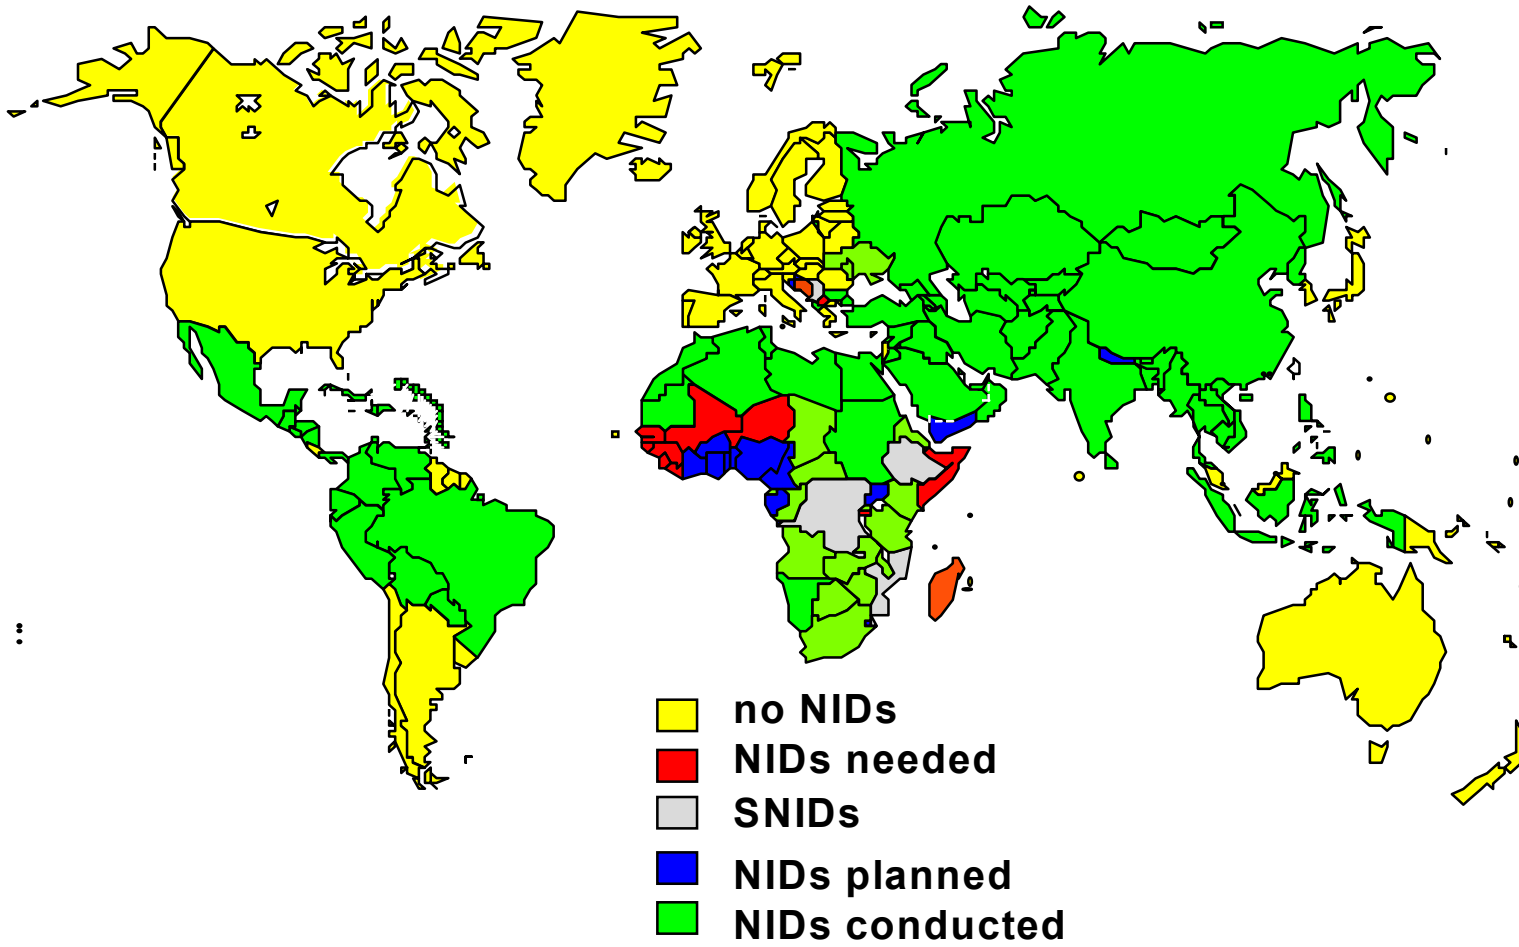 no NIDs
NIDs needed
SNIDs
NIDs planned
NIDs conducted